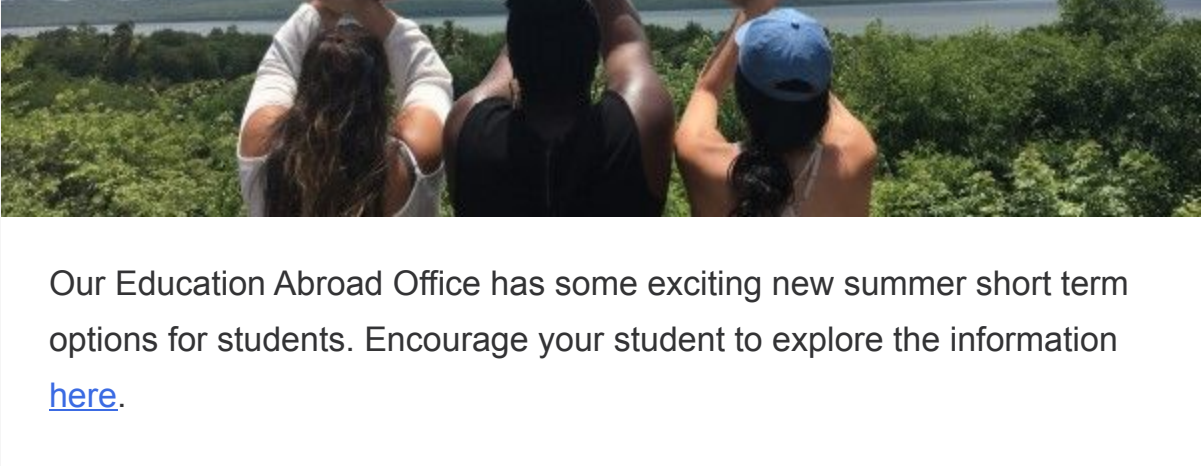 Our Education Abroad Office has some exciting new summer short term
options for students. Encourage your student to explore the information
here.